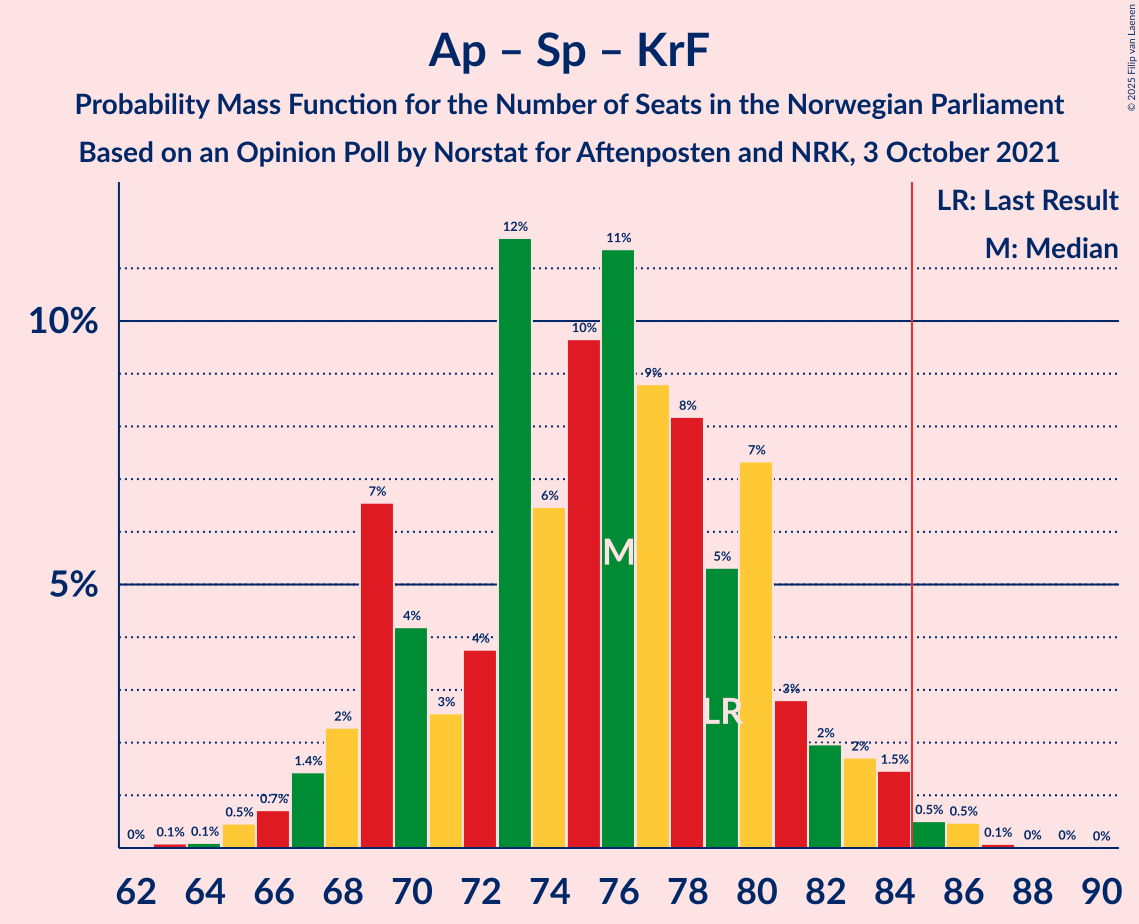 Ap – Sp – KrF
Probability Mass Function for the Number of Seats in the Norwegian Parliament
Based on an Opinion Poll by Norstat for Aftenposten and NRK, 3 October 2021
© 2025 Filip van Laenen
LR: Last Result
M: Median
10%
5%
0% 0.1% 0.1% 0.5% 0.7% 1.4% 2% 7% 4% 3% 4% 12% 6% 10% 11% 9% 8% 5% 7% 3% 2% 2% 1.5% 0.5% 0.5% 0.1% 0% 0% 0%
M
LR
62 64 66 68 70 72 74 76 78 80 82 84 86 88 90